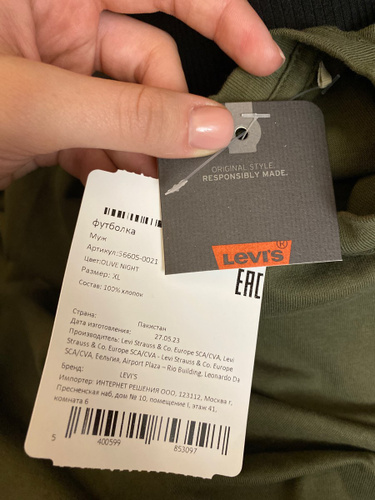 ORIGINAL STYLE.
RESPONSIBLY MADE.
LEVI'S®
EAC
футболка
Муж
Артикул:56605-0021
Цвет:OLIVE NIGHT
Размер: XL
Состав: 100% хлопок
Страна: Пакистан
Дата изготовления: 27.05.23
Производитель: Levi Strauss & Co. Europe SCA/CVA, Levi
Strauss & Co. Europe SCA/CVA - Levi Strauss & Co. Europe
SCA/CVA, Бельгия, Airport Plaza – Rio Building, Leonardo Da
Бренд: LEVI'S
Импортер: ИНТЕРНЕТ РЕШЕНИЯ ООО, 123112, Москва г,
Пресненская наб, дом № 10, помещение I, этаж 41,
комната 6
5 400599 853097